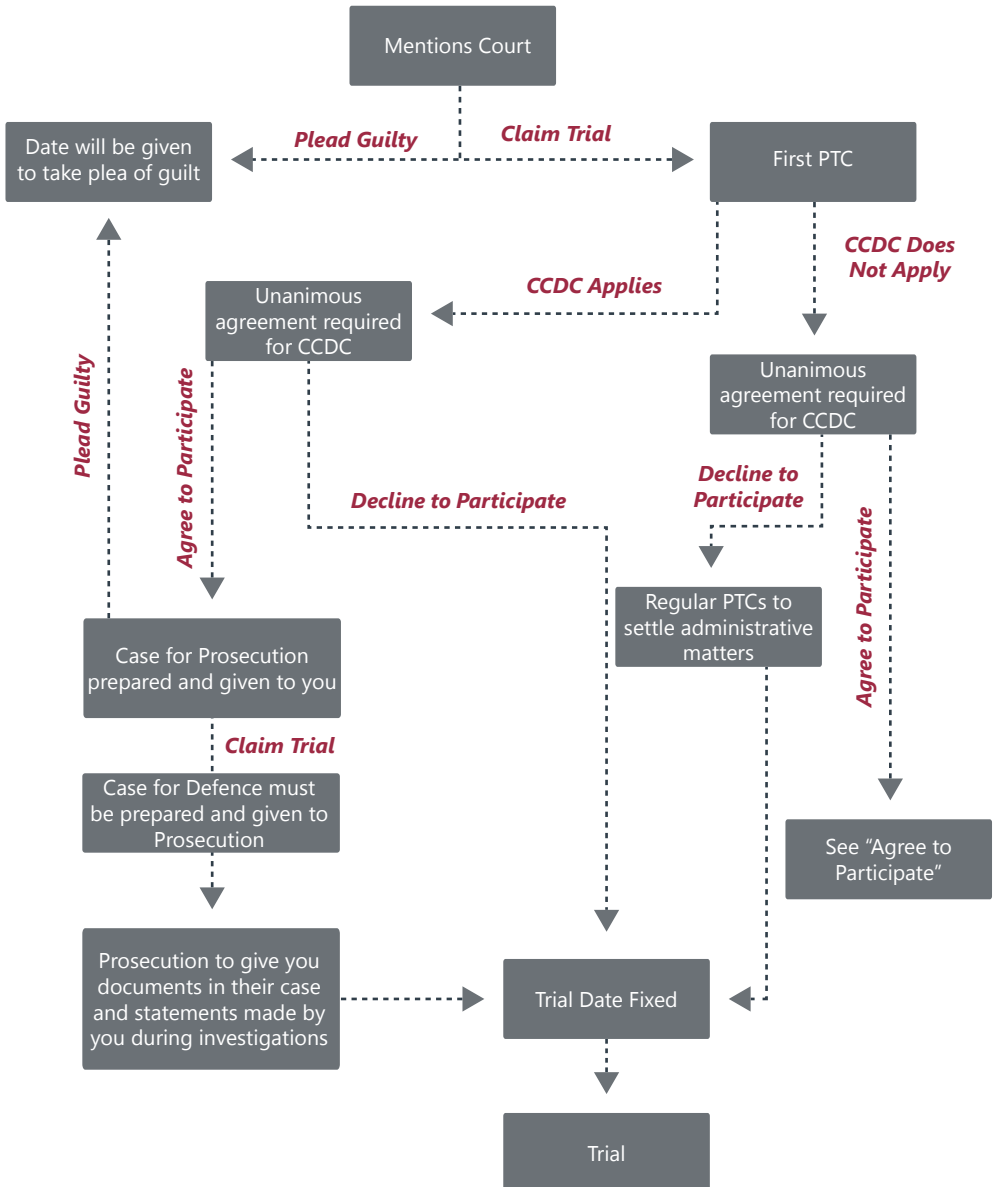 Mentions Court
Plead Guilty
Claim Trial
Date will be given
to take plea of guilt
First PTC
CCDC Does
Not Apply
CCDC Applies
Unanimous
agreement required
for CCDC
Unanimous
agreement required
for CCDC
Plead Guilty
Agree to Participate
Decline to Participate
Decline to
Participate
Agree to Participate
Regular PTCs to
settle administrative
matters
Case for Prosecution
prepared and given to you
Claim Trial
Case for Defence must
be prepared and given to
Prosecution
See "Agree to
Participate"
Prosecution to give you
documents in their case
and statements made by
you during investigations
Trial Date Fixed
Trial